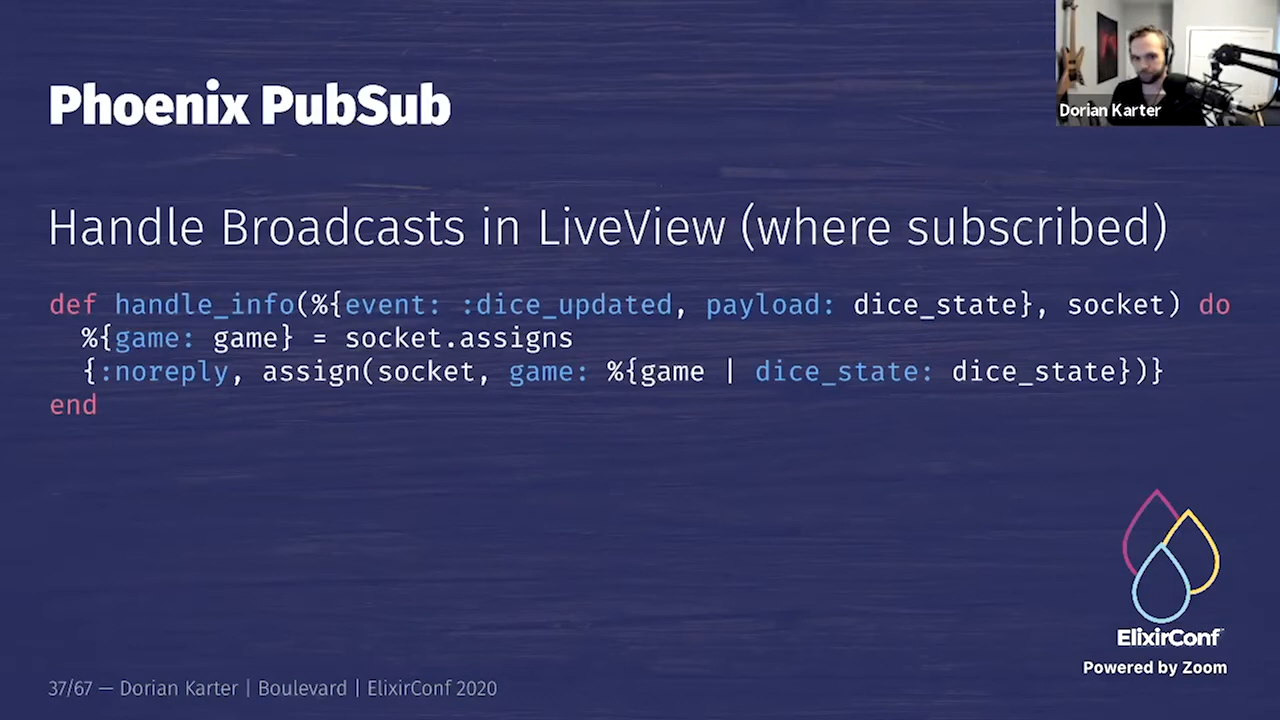 Phoenix PubSub
Dorian Karter
Handle Broadcasts in LiveView (where subscribed)
def handle_info(%{event: :dice_updated, payload: dice_state}, socket) do
  %{game: game} = socket.assigns
  {:noreply, assign(socket, game: %{game | dice_state: dice_state})}
end
ElixirConf
Powered by Zoom
37/67 — Dorian Karter | Boulevard | ElixirConf 2020